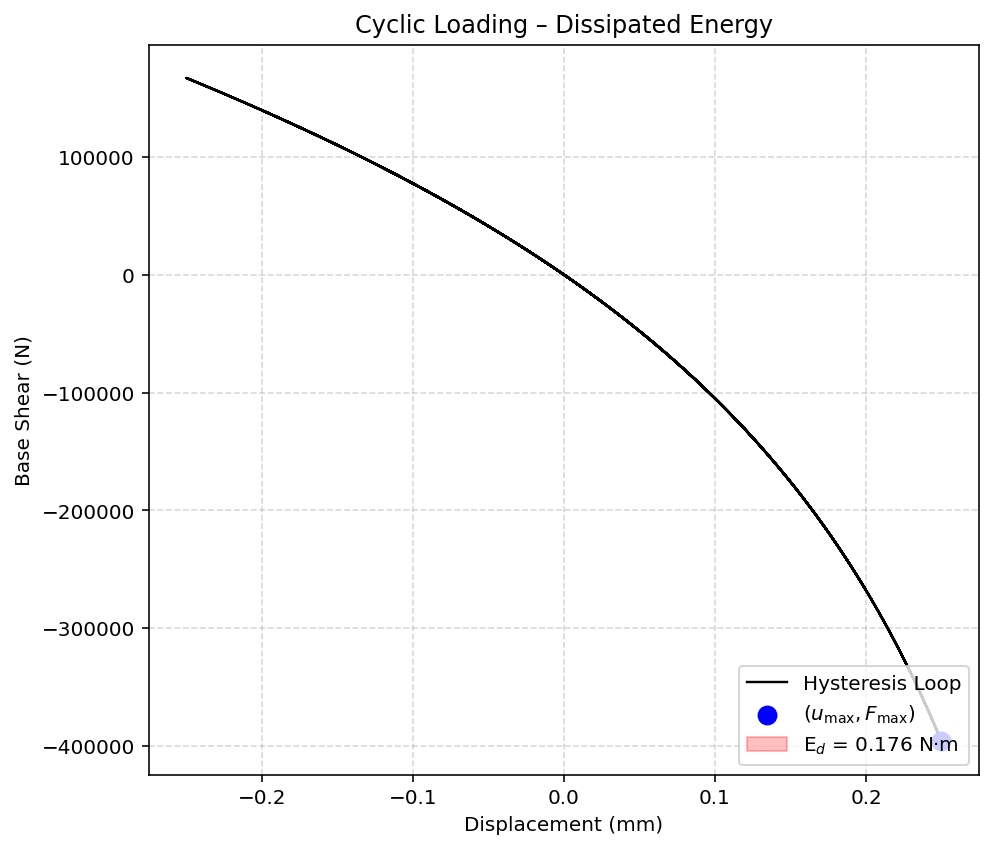 Cyclic Loading – Dissipated Energy
Base Shear (N)
100000
0
−100000
−200000
−300000
−400000
Hysteresis Loop
(u_max, F_max)
E_d = 0.176 N·m
−0.2
−0.1
0.0
0.1
0.2
Displacement (mm)